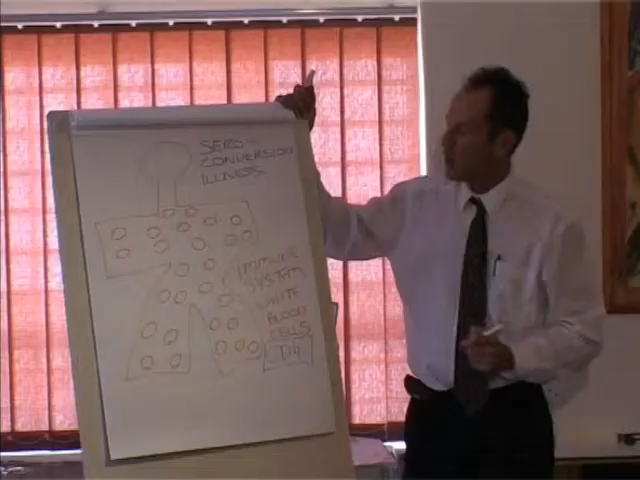 SERO-
CONVERSION
ILLNESS
IMMUNE
SYSTEM
WHITE
BLOOD
CELLS